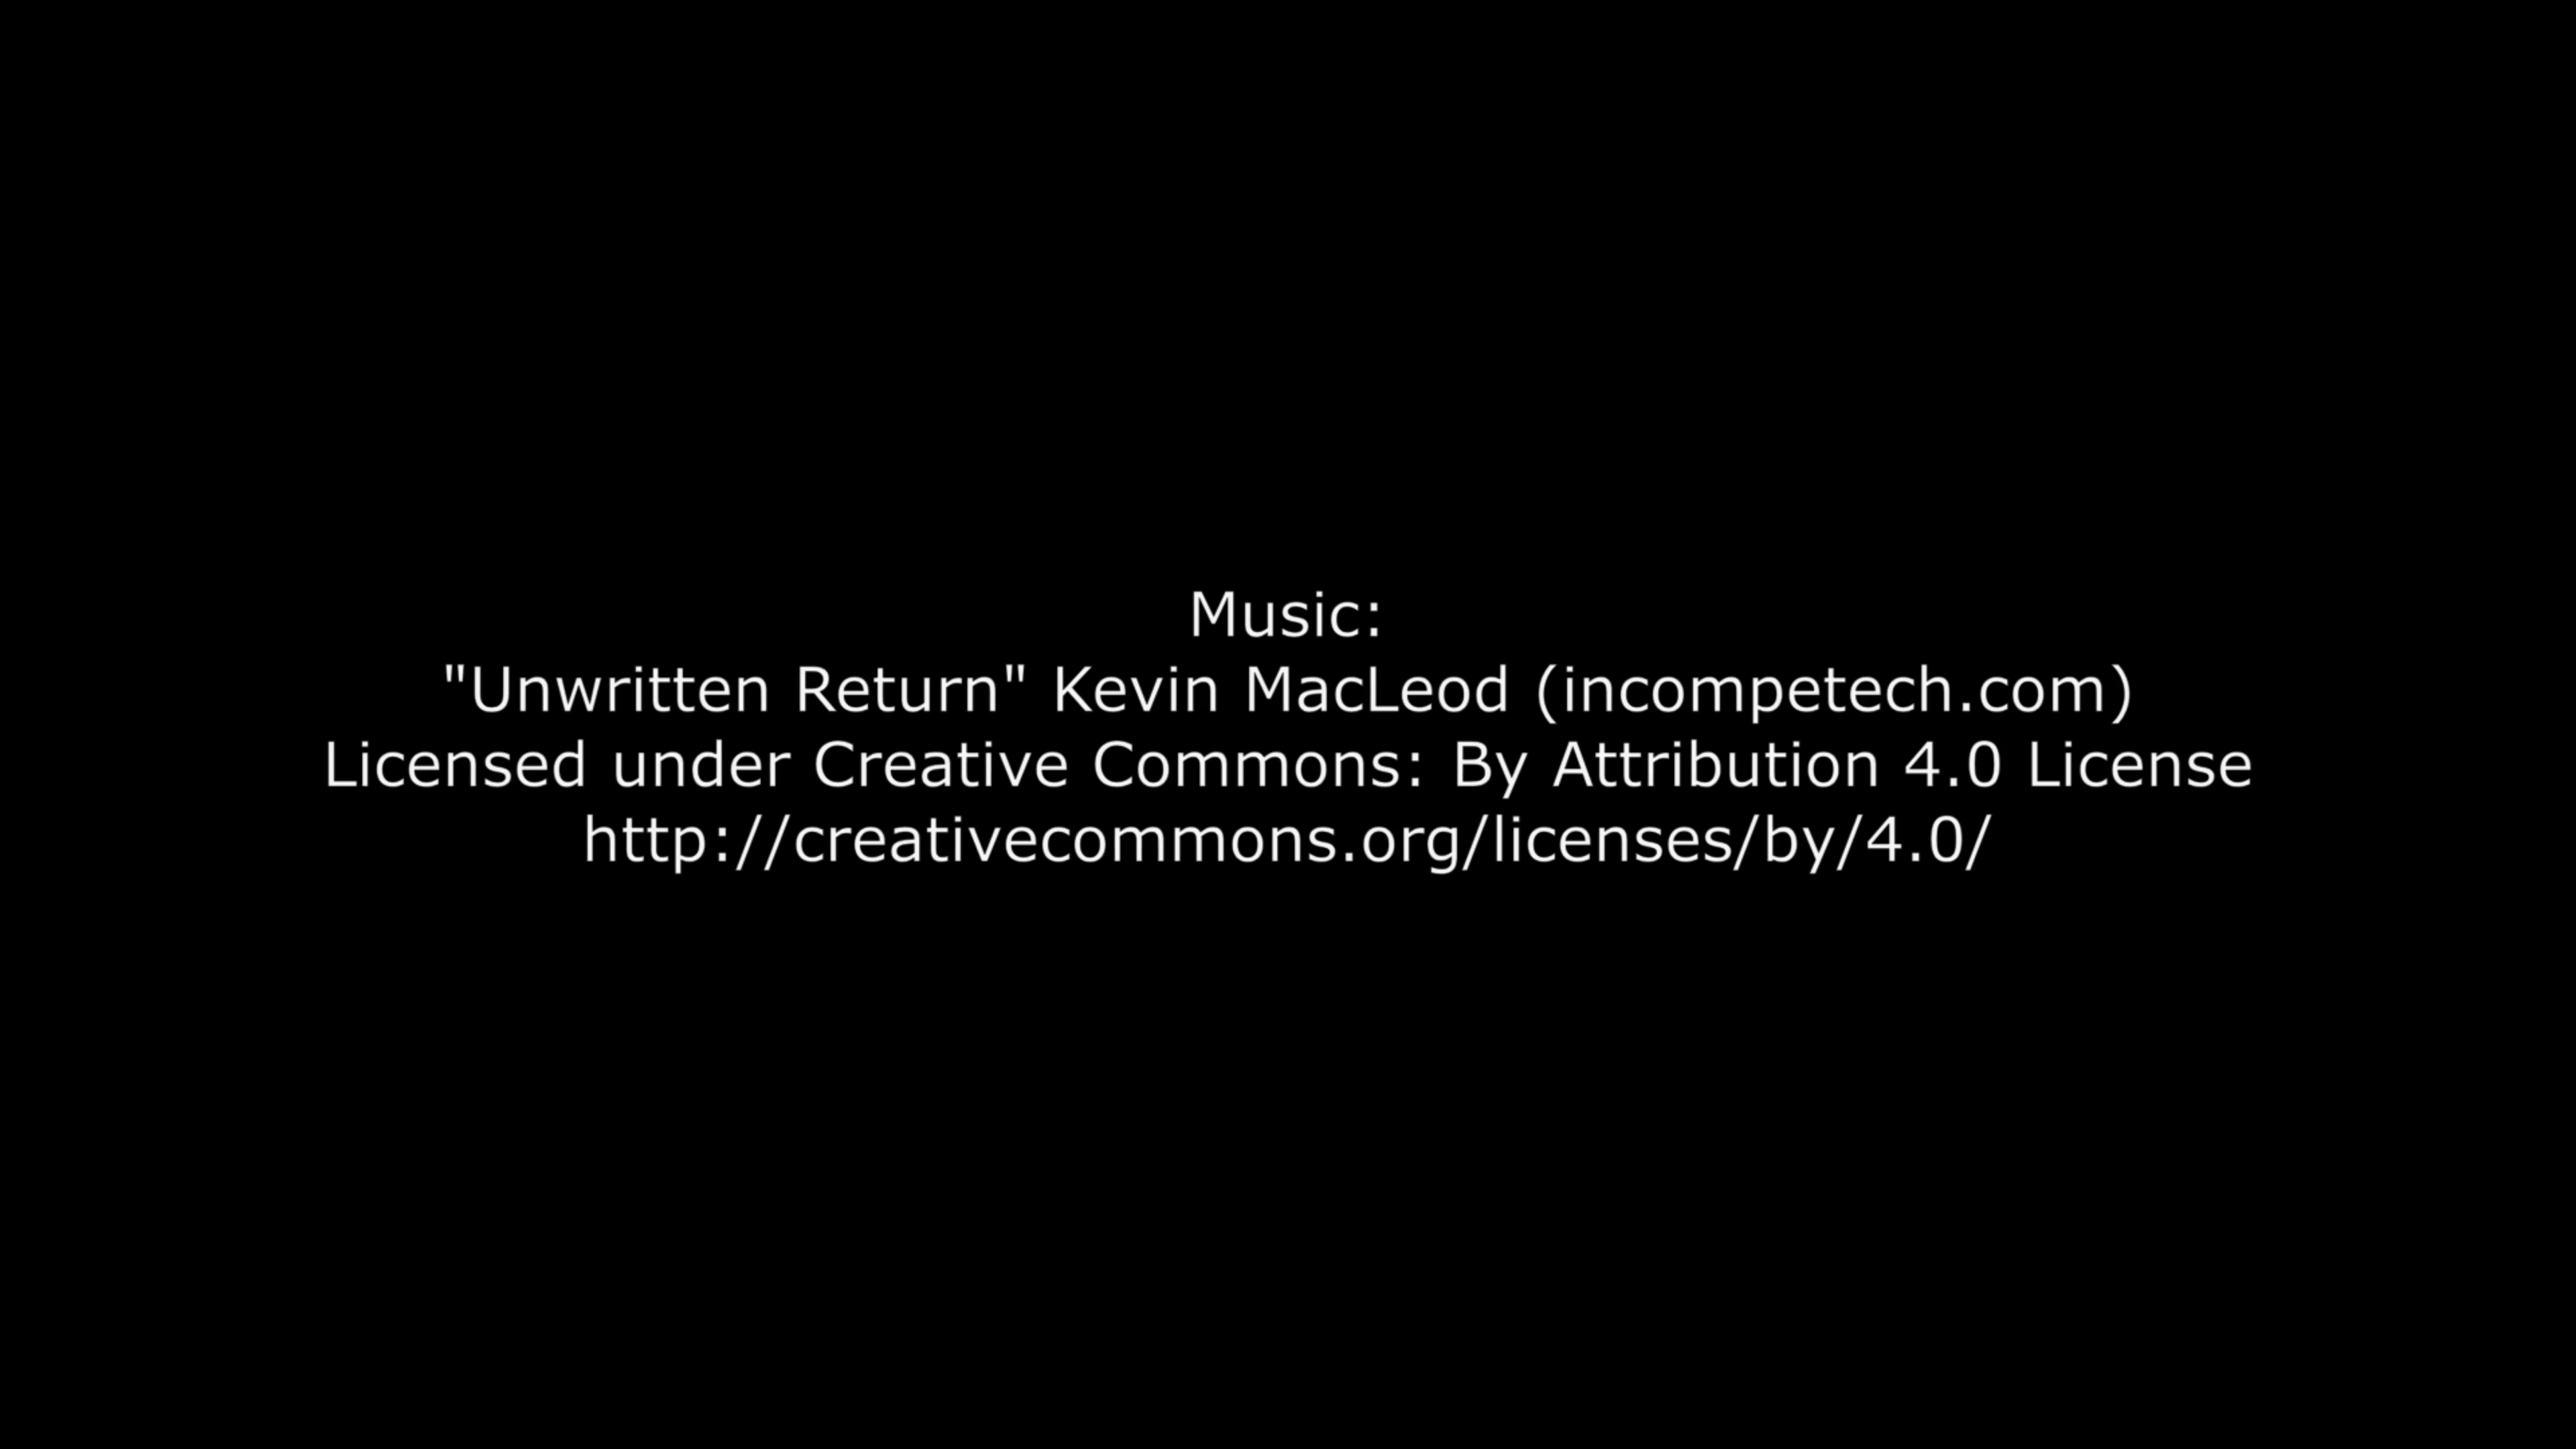 Music:
"Unwritten Return" Kevin MacLeod (incompetech.com)
Licensed under Creative Commons: By Attribution 4.0 License
http://creativecommons.org/licenses/by/4.0/